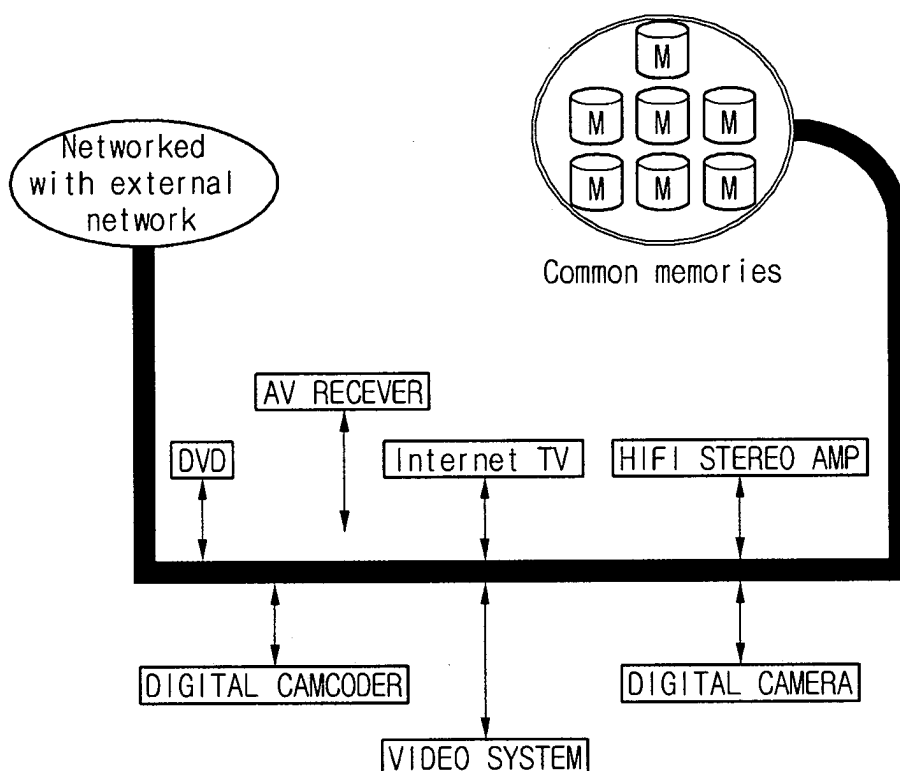 M
M M M
M M M
Networked
with external
network
Common memories
AV RECEVER
DVD
Internet TV
HIFI STEREO AMP
DIGITAL CAMCODER
DIGITAL CAMERA
VIDEO SYSTEM